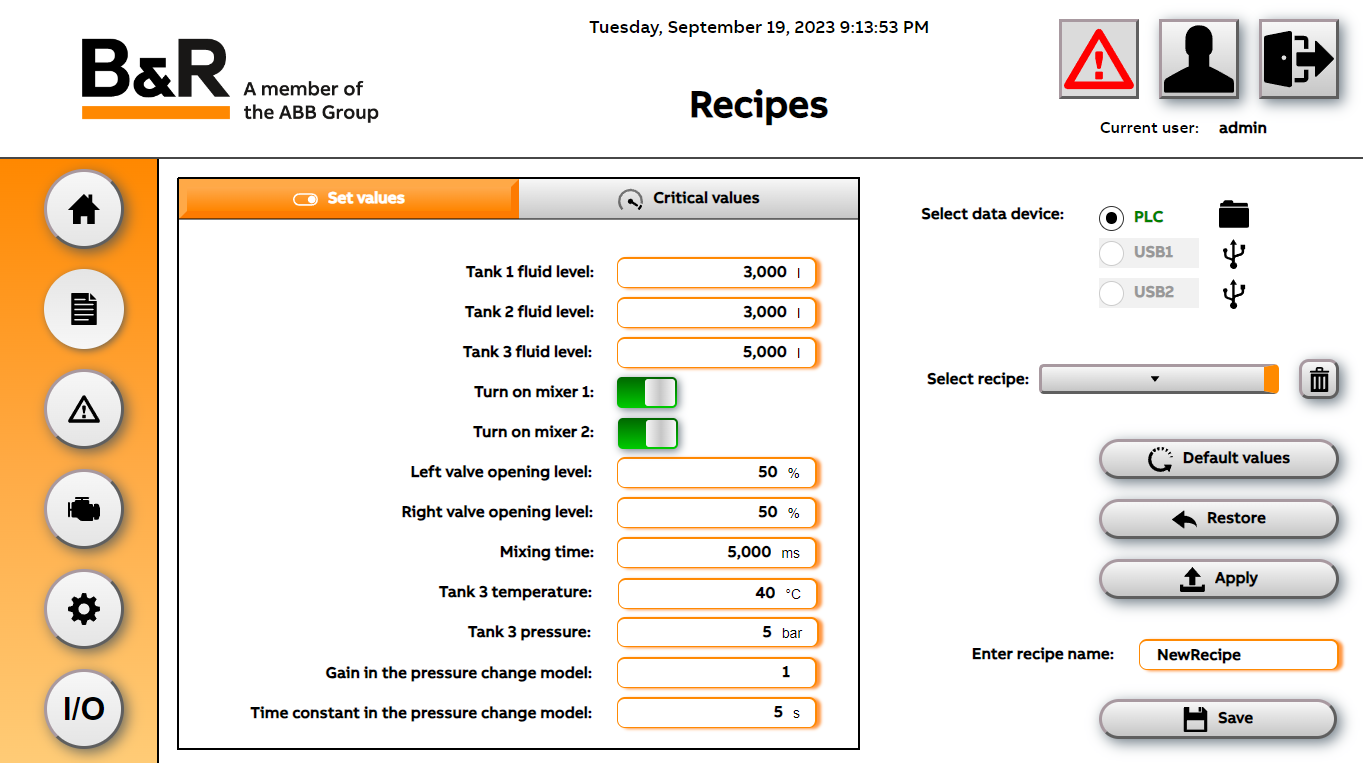 Tuesday, September 19, 2023 9:13:53 PM
B&R
A member of
the ABB Group
Recipes
Current user: admin
Set values
Critical values
Tank 1 fluid level: 3,000 l
Tank 2 fluid level: 3,000 l
Tank 3 fluid level: 5,000 l
Turn on mixer 1:
Turn on mixer 2:
Left valve opening level: 50 %
Right valve opening level: 50 %
Mixing time: 5,000 ms
Tank 3 temperature: 40 °C
Tank 3 pressure: 5 bar
Gain in the pressure change model: 1
Time constant in the pressure change model: 5 s
I/O
Select data device: PLC
USB1
USB2
Select recipe:
Default values
Restore
Apply
Enter recipe name: NewRecipe
Save